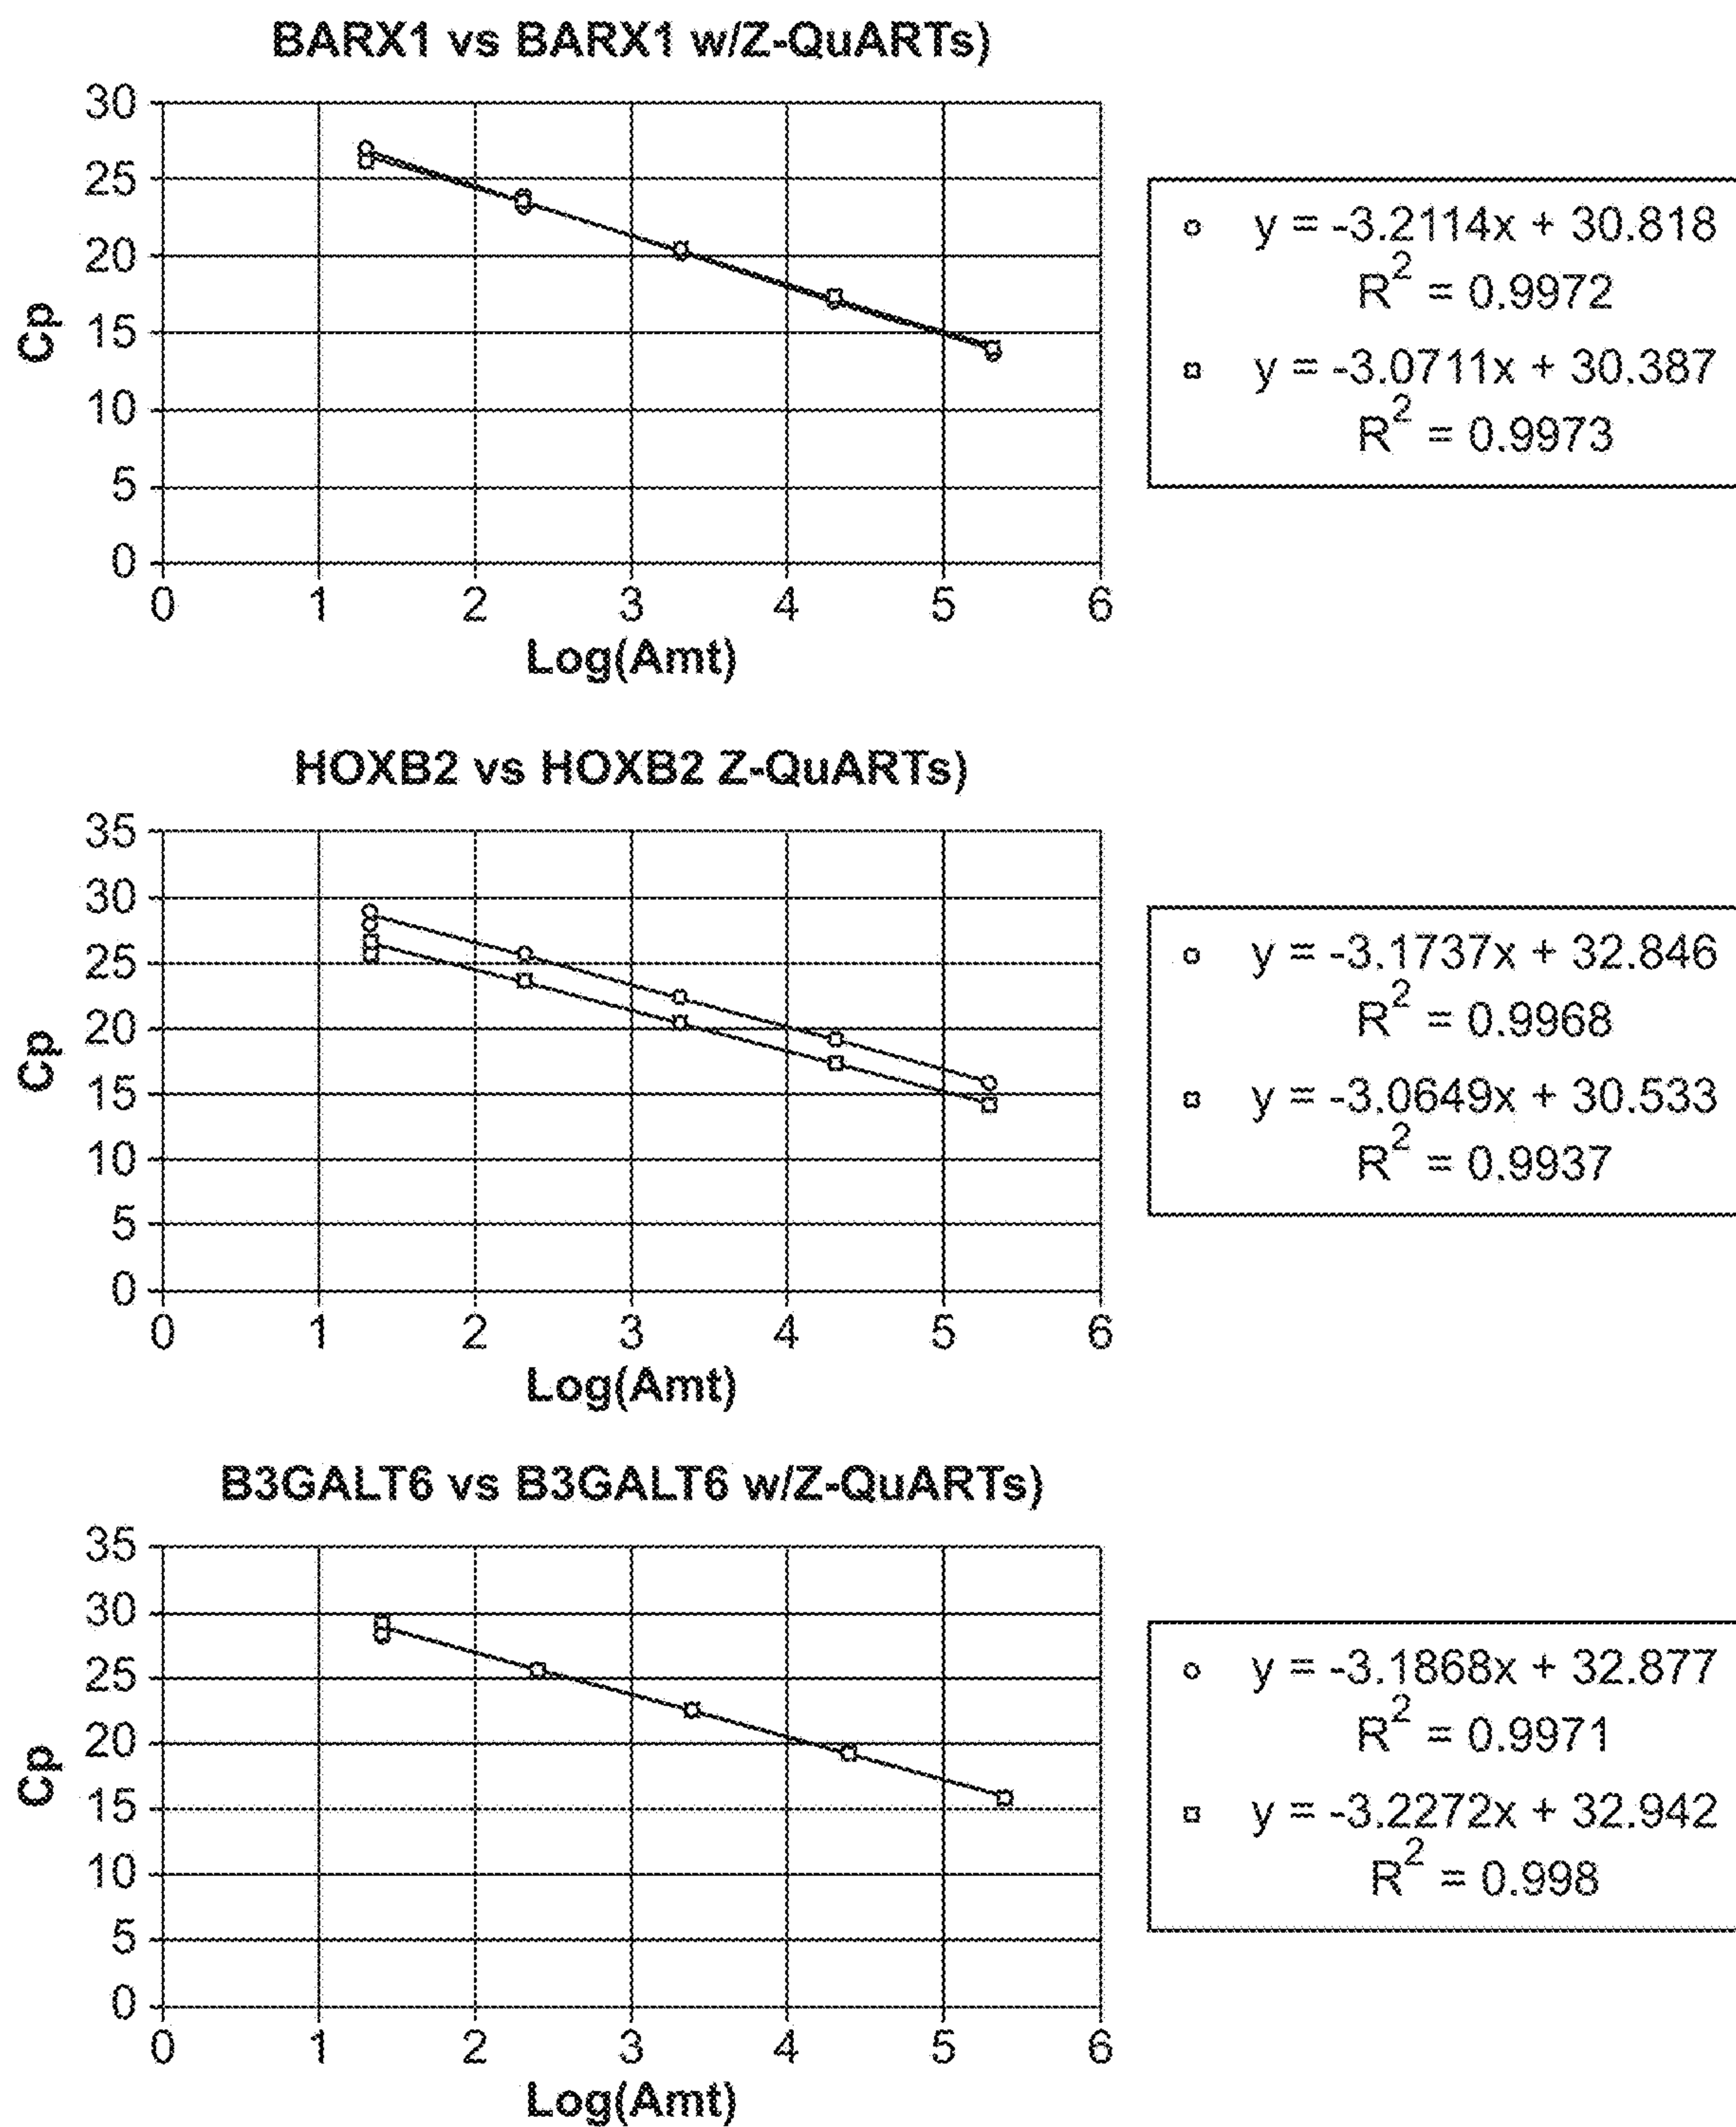 BARX1 vs BARX1 w/Z-QuARTs)
30
25
20
15
10
5
0
Cp
0 1 2 3 4 5 6
Log(Amt)
y = -3.2114x + 30.818
R² = 0.9972
y = -3.0711x + 30.387
R² = 0.9973
HOXB2 vs HOXB2 Z-QuARTs)
35
30
25
20
15
10
5
0
Cp
0 1 2 3 4 5 6
Log(Amt)
y = -3.1737x + 32.846
R² = 0.9968
y = -3.0649x + 30.533
R² = 0.9937
B3GALT6 vs B3GALT6 w/Z-QuARTs)
35
30
25
20
15
10
5
0
Cp
0 1 2 3 4 5 6
Log(Amt)
y = -3.1868x + 32.877
R² = 0.9971
y = -3.2272x + 32.942
R² = 0.998